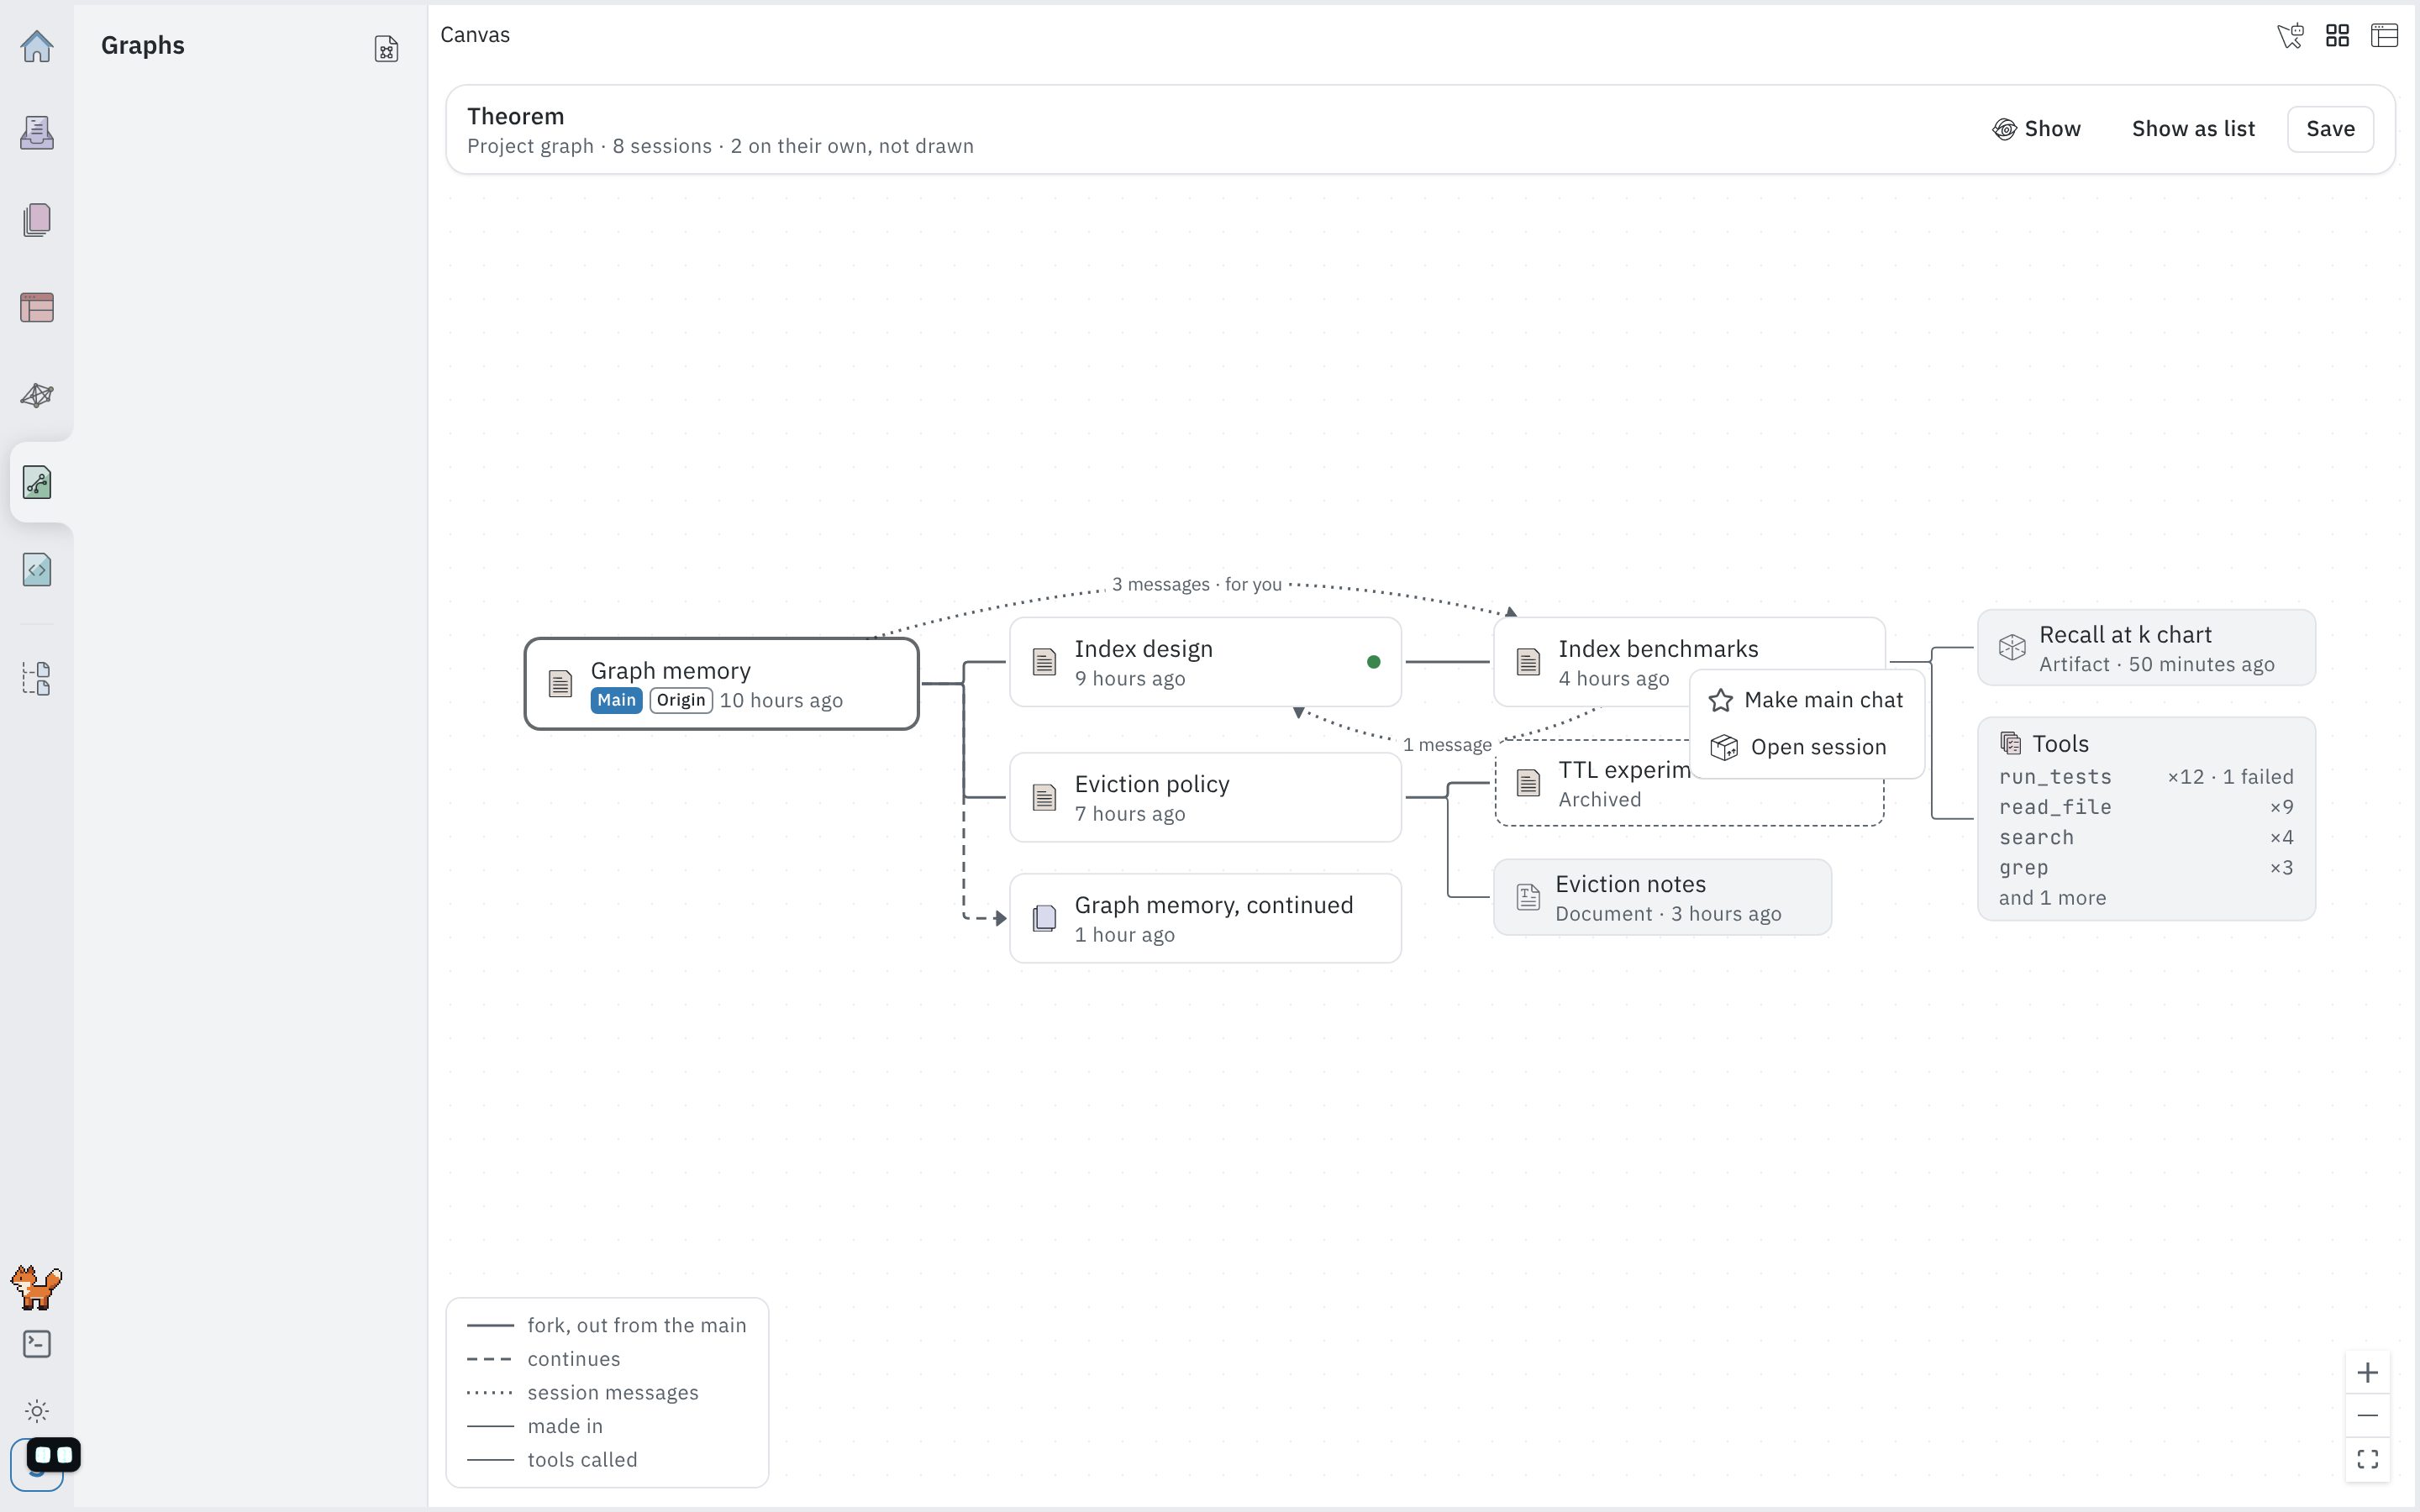 Graphs
Canvas
Theorem
Project graph · 8 sessions · 2 on their own, not drawn
Show
Show as list
Save
3 messages · for you
Graph memory
Main Origin 10 hours ago
Index design
9 hours ago
Index benchmarks
4 hours ago
Make main chat
Open session
1 message
Eviction policy
7 hours ago
TTL experim
Archived
Graph memory, continued
1 hour ago
Eviction notes
Document · 3 hours ago
Recall at k chart
Artifact · 50 minutes ago
Tools
run_tests ×12 · 1 failed
read_file ×9
search ×4
grep ×3
and 1 more
fork, out from the main
continues
session messages
made in
tools called